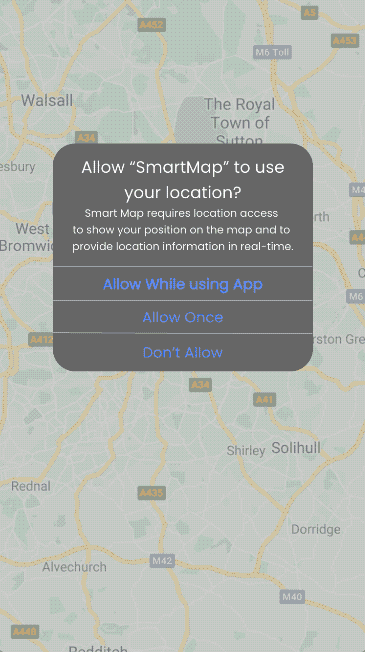 A452
A5
A453
M6 Toll
Walsall
The Royal
Town of
Sutton
A34
Allow “SmartMap” to use
your location?
Smart Map requires location access
to show your position on the map and to
provide location information in real-time.
Allow While using App
Allow Once
Don’t Allow
esbury
M4
West
Bromwic
rth
A4
C
M6
A412
rston Gre
A34
A41
Shirley
Solihull
Rednal
A435
Dorridge
Alvechurch
M42
M40
A448
Redditch